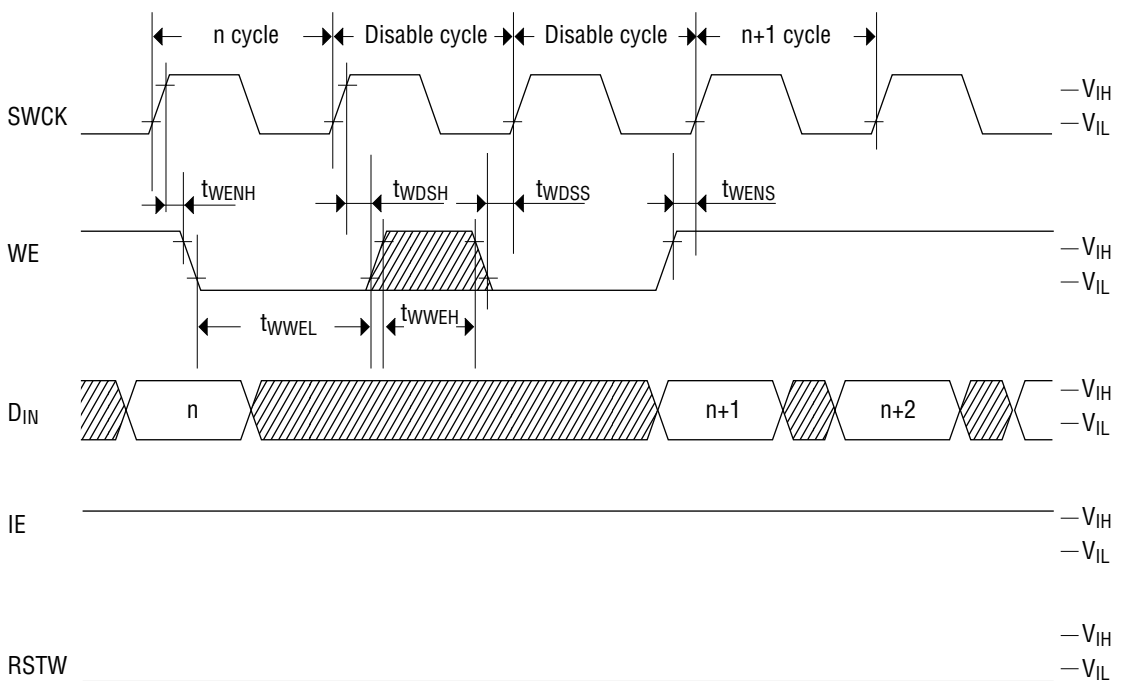 n cycle Disable cycle Disable cycle n+1 cycle
SWCK
VIH
VIL
tWENH tWDSH tWDSS tWENS
WE
VIH
VIL
tWWEL tWWEH
DIN
n n+1 n+2
VIH
VIL
IE
VIH
VIL
RSTW
VIH
VIL